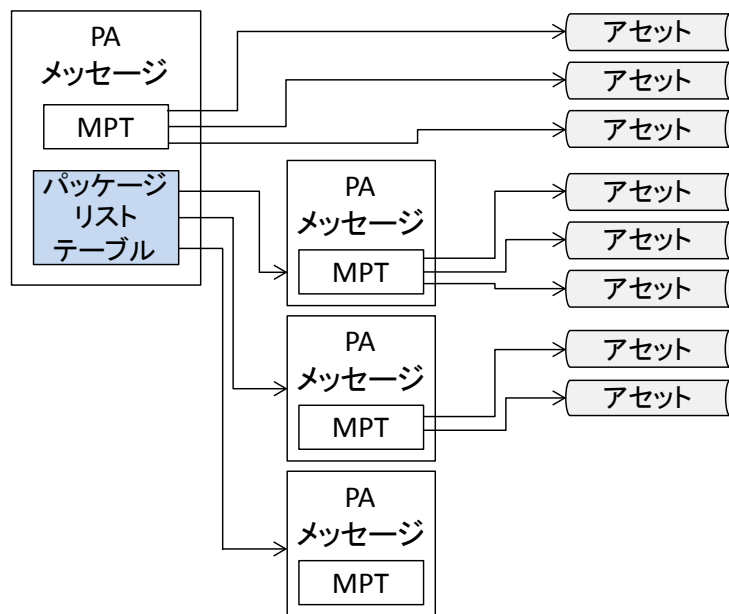 PA
メッセージ
MPT
パッケージ
リスト
テーブル
アセット
アセット
アセット
PA
メッセージ
MPT
アセット
アセット
アセット
PA
メッセージ
MPT
アセット
アセット
PA
メッセージ
MPT